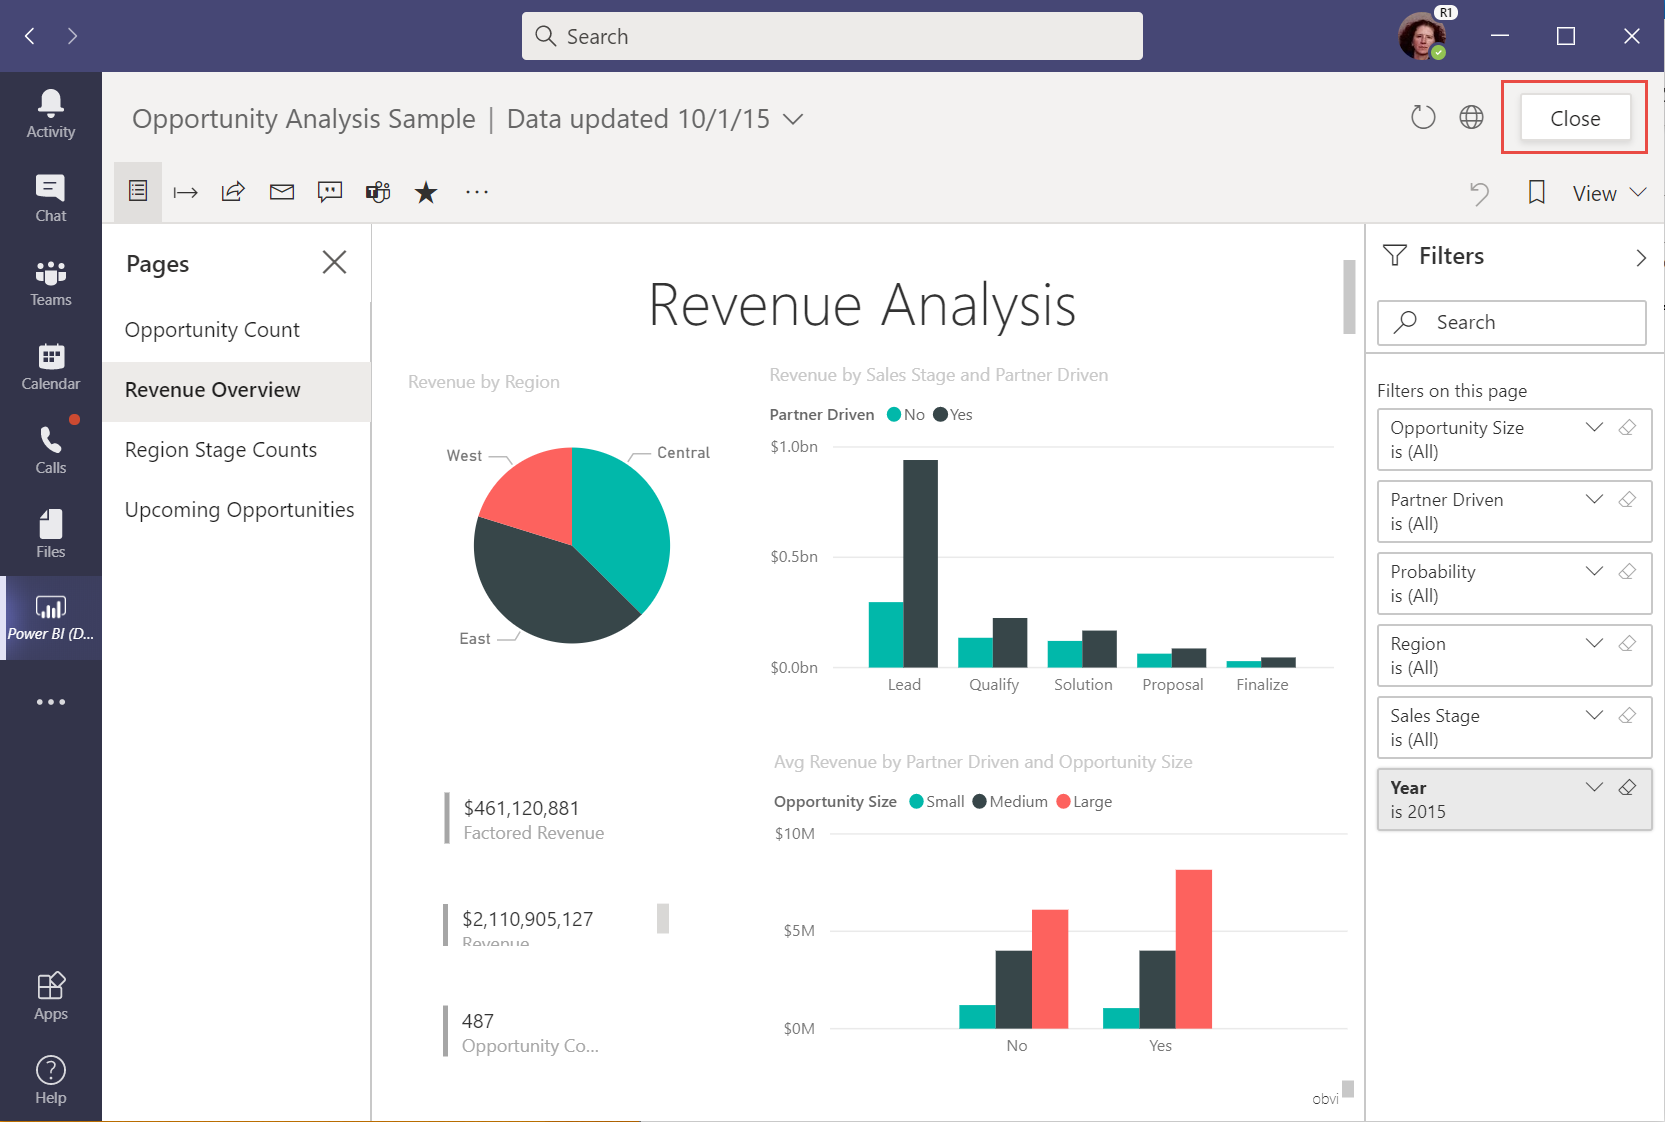 Search
R1
Activity
Chat
Teams
Calendar
Calls
Files
Power BI (D...
Apps
Help
Opportunity Analysis Sample | Data updated 10/1/15
Close
View
Pages
Opportunity Count
Revenue Overview
Region Stage Counts
Upcoming Opportunities
Revenue Analysis
Revenue by Region
West
Central
East
Revenue by Sales Stage and Partner Driven
Partner Driven No Yes
$1.0bn
$0.5bn
$0.0bn
Lead Qualify Solution Proposal Finalize
$461,120,881
Factored Revenue
$2,110,905,127
Revenue
487
Opportunity Co...
Avg Revenue by Partner Driven and Opportunity Size
Opportunity Size Small Medium Large
$10M
$5M
$0M
No Yes
obvi
Filters
Search
Filters on this page
Opportunity Size
is (All)
Partner Driven
is (All)
Probability
is (All)
Region
is (All)
Sales Stage
is (All)
Year
is 2015